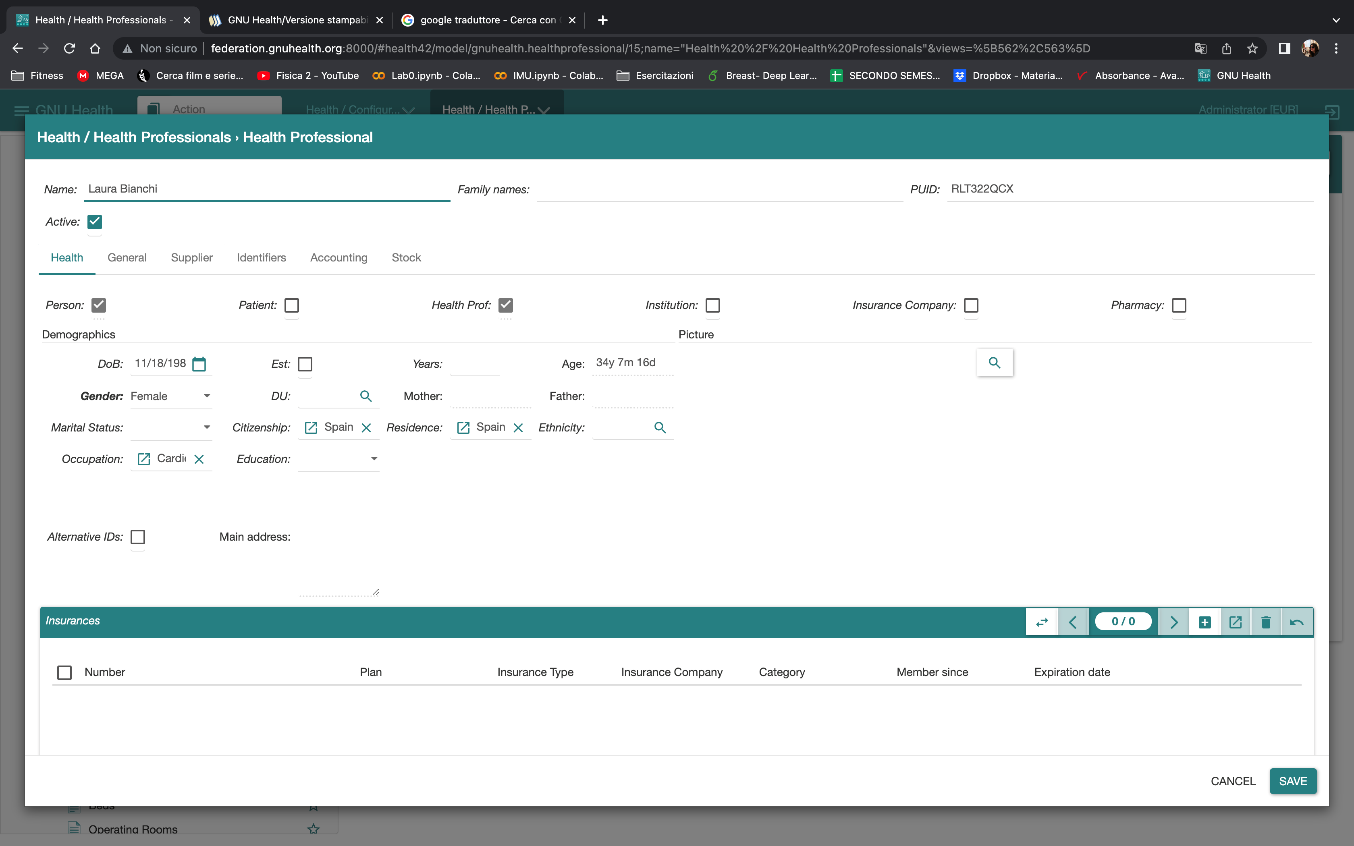 Health / Health Professionals -
GNU Health/Versione stampabi
google traduttore - Cerca con
Non sicuro
federation.gnuhealth.org:8000/#health42/model/gnuhealth.healthprofessional/15;name="Health%20%2F%20Health%20Professionals"&views=%5B562%2C563%5D
Fitness MEGA Cerca film e serie... Fisica 2 - YouTube Lab0.ipynb - Cola... IMU.ipynb - Colab... Esercitazioni Breast- Deep Lear... SECONDO SEMES... Dropbox - Materia... Absorbance - Ava... GNU Health
GNU Health Action Health / Configur... Health / Health P... Administrator [EUR]
Health / Health Professionals › Health Professional
Name: Laura Bianchi Family names: PUID: RLT322QCX
Active:
Health General Supplier Identifiers Accounting Stock
Person: Patient: Health Prof: Institution: Insurance Company: Pharmacy:
Demographics Picture
DoB: 11/18/198 Est: Years: Age: 34y 7m 16d
Gender: Female DU: Mother: Father:
Marital Status: Citizenship: Spain Residence: Spain Ethnicity:
Occupation: Cardi Education:
Alternative IDs: Main address:
Insurances 0 / 0
Number Plan Insurance Type Insurance Company Category Member since Expiration date
CANCEL SAVE
Beds
Operating Rooms